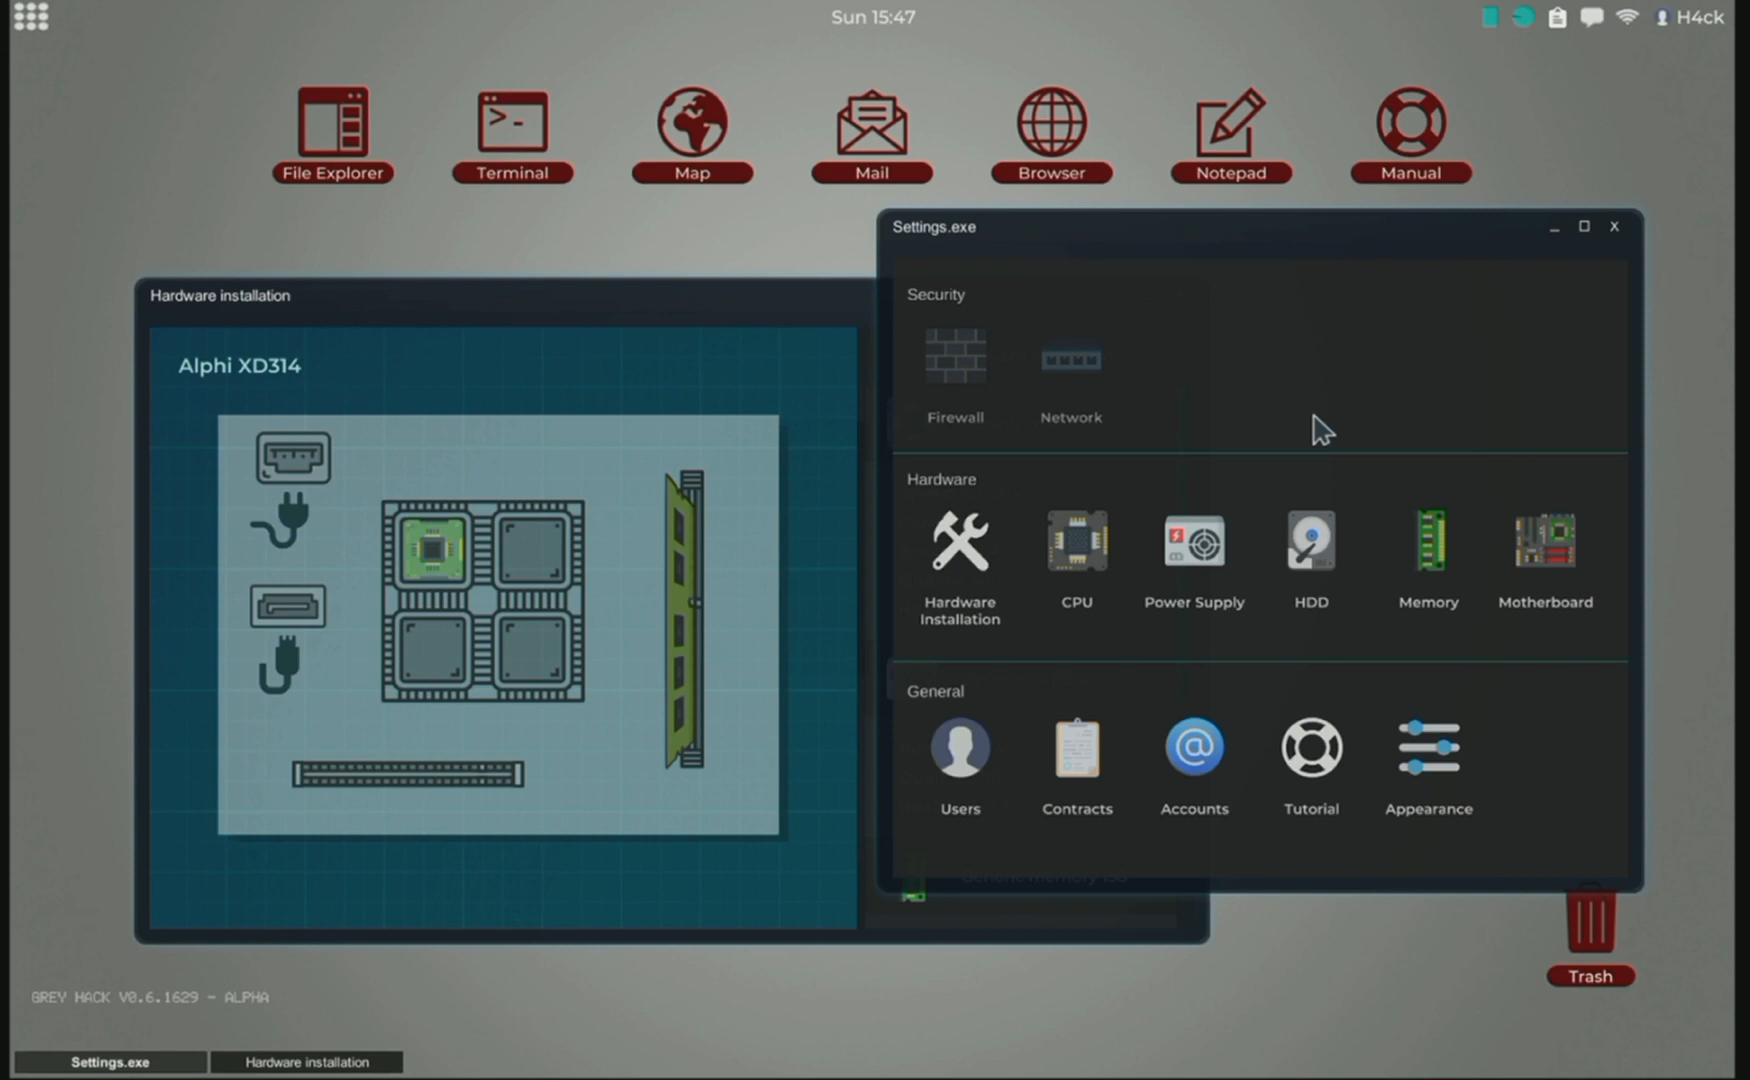 Sun 15:47
H4ck
File Explorer
Terminal
Map
Mail
Browser
Notepad
Manual
Settings.exe
Security
Firewall
Network
Hardware
Hardware
Installation
CPU
Power Supply
HDD
Memory
Motherboard
General
Users
Contracts
Accounts
Tutorial
Appearance
Hardware installation
Alphi XD314
Trash
GREY HACK V0.6.1629 - ALPHA
Settings.exe
Hardware installation